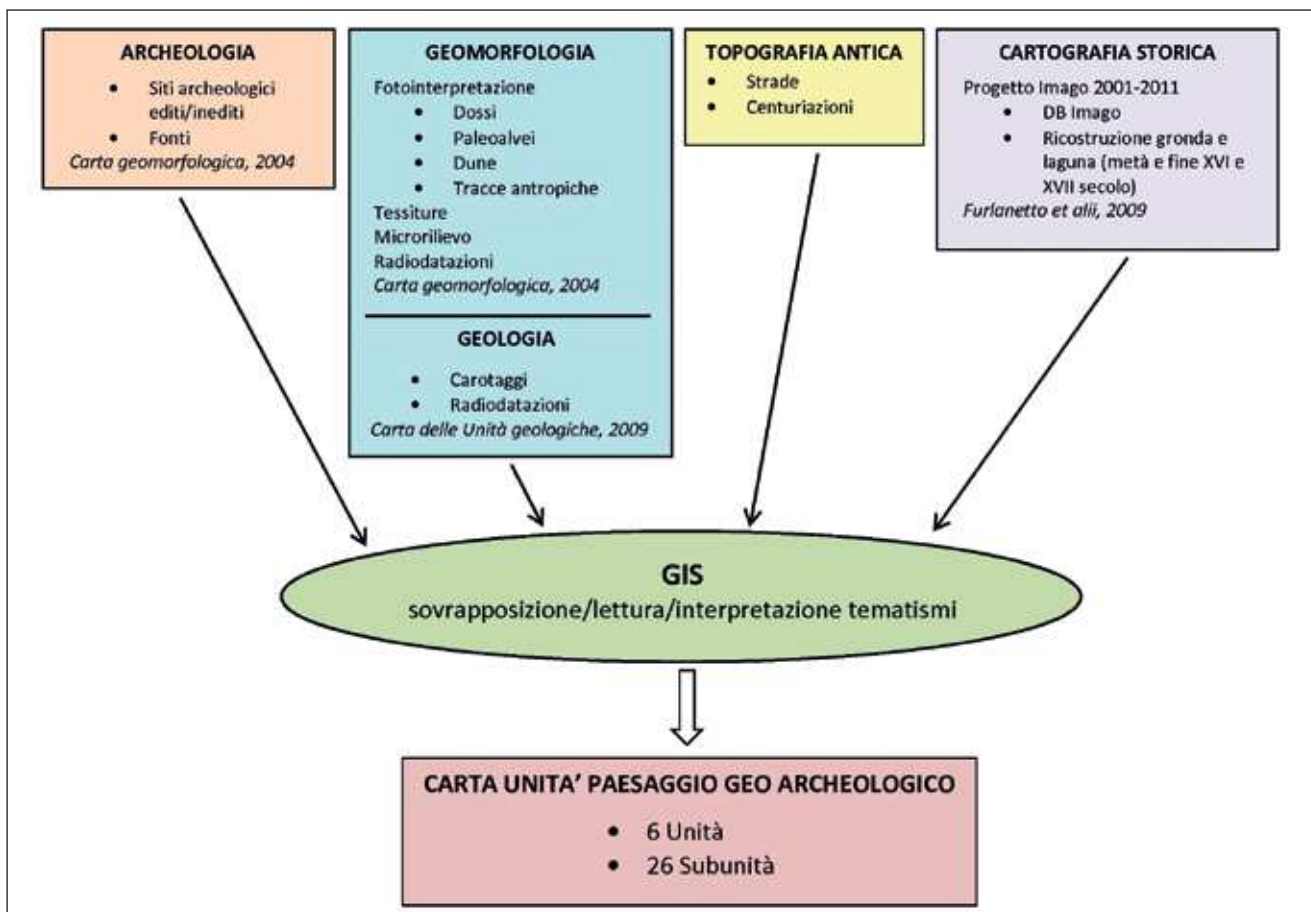 ARCHEOLOGIA
• Siti archeologici
editi/inediti
• Fonti
Carta geomorfologica, 2004
GEOMORFOLOGIA
Fotointerpretazione
• Dossi
• Paleoalvei
• Dune
• Tracce antropiche
Tessiture
Microrilievo
Radiodatazioni
Carta geomorfologica, 2004
GEOLOGIA
• Carotaggi
• Radiodatazioni
Carta delle Unità geologiche, 2009
TOPOGRAFIA ANTICA
• Strade
• Centuriazioni
CARTOGRAFIA STORICA
Progetto Imago 2001-2011
• DB Imago
• Ricostruzione gronda e
laguna (metà e fine XVI e
XVII secolo)
Furlanetto et alii, 2009
GIS
sovrapposizione/lettura/interpretazione tematismi
CARTA UNITA’ PAESAGGIO GEO ARCHEOLOGICO
• 6 Unità
• 26 Subunità